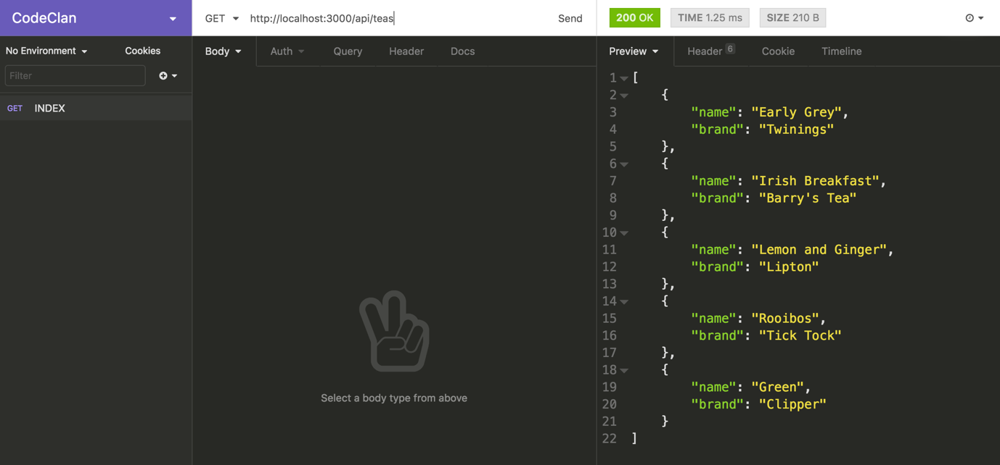 CodeClan
GET http://localhost:3000/api/teas Send
200 OK TIME 1.25 ms SIZE 210 B
No Environment Cookies
Body Auth Query Header Docs
Preview Header 6 Cookie Timeline
Filter
GET INDEX
Select a body type from above
1 [
2 {
3 "name": "Early Grey",
4 "brand": "Twinings"
5 },
6 {
7 "name": "Irish Breakfast",
8 "brand": "Barry's Tea"
9 },
10 {
11 "name": "Lemon and Ginger",
12 "brand": "Lipton"
13 },
14 {
15 "name": "Rooibos",
16 "brand": "Tick Tock"
17 },
18 {
19 "name": "Green",
20 "brand": "Clipper"
21 }
22 ]